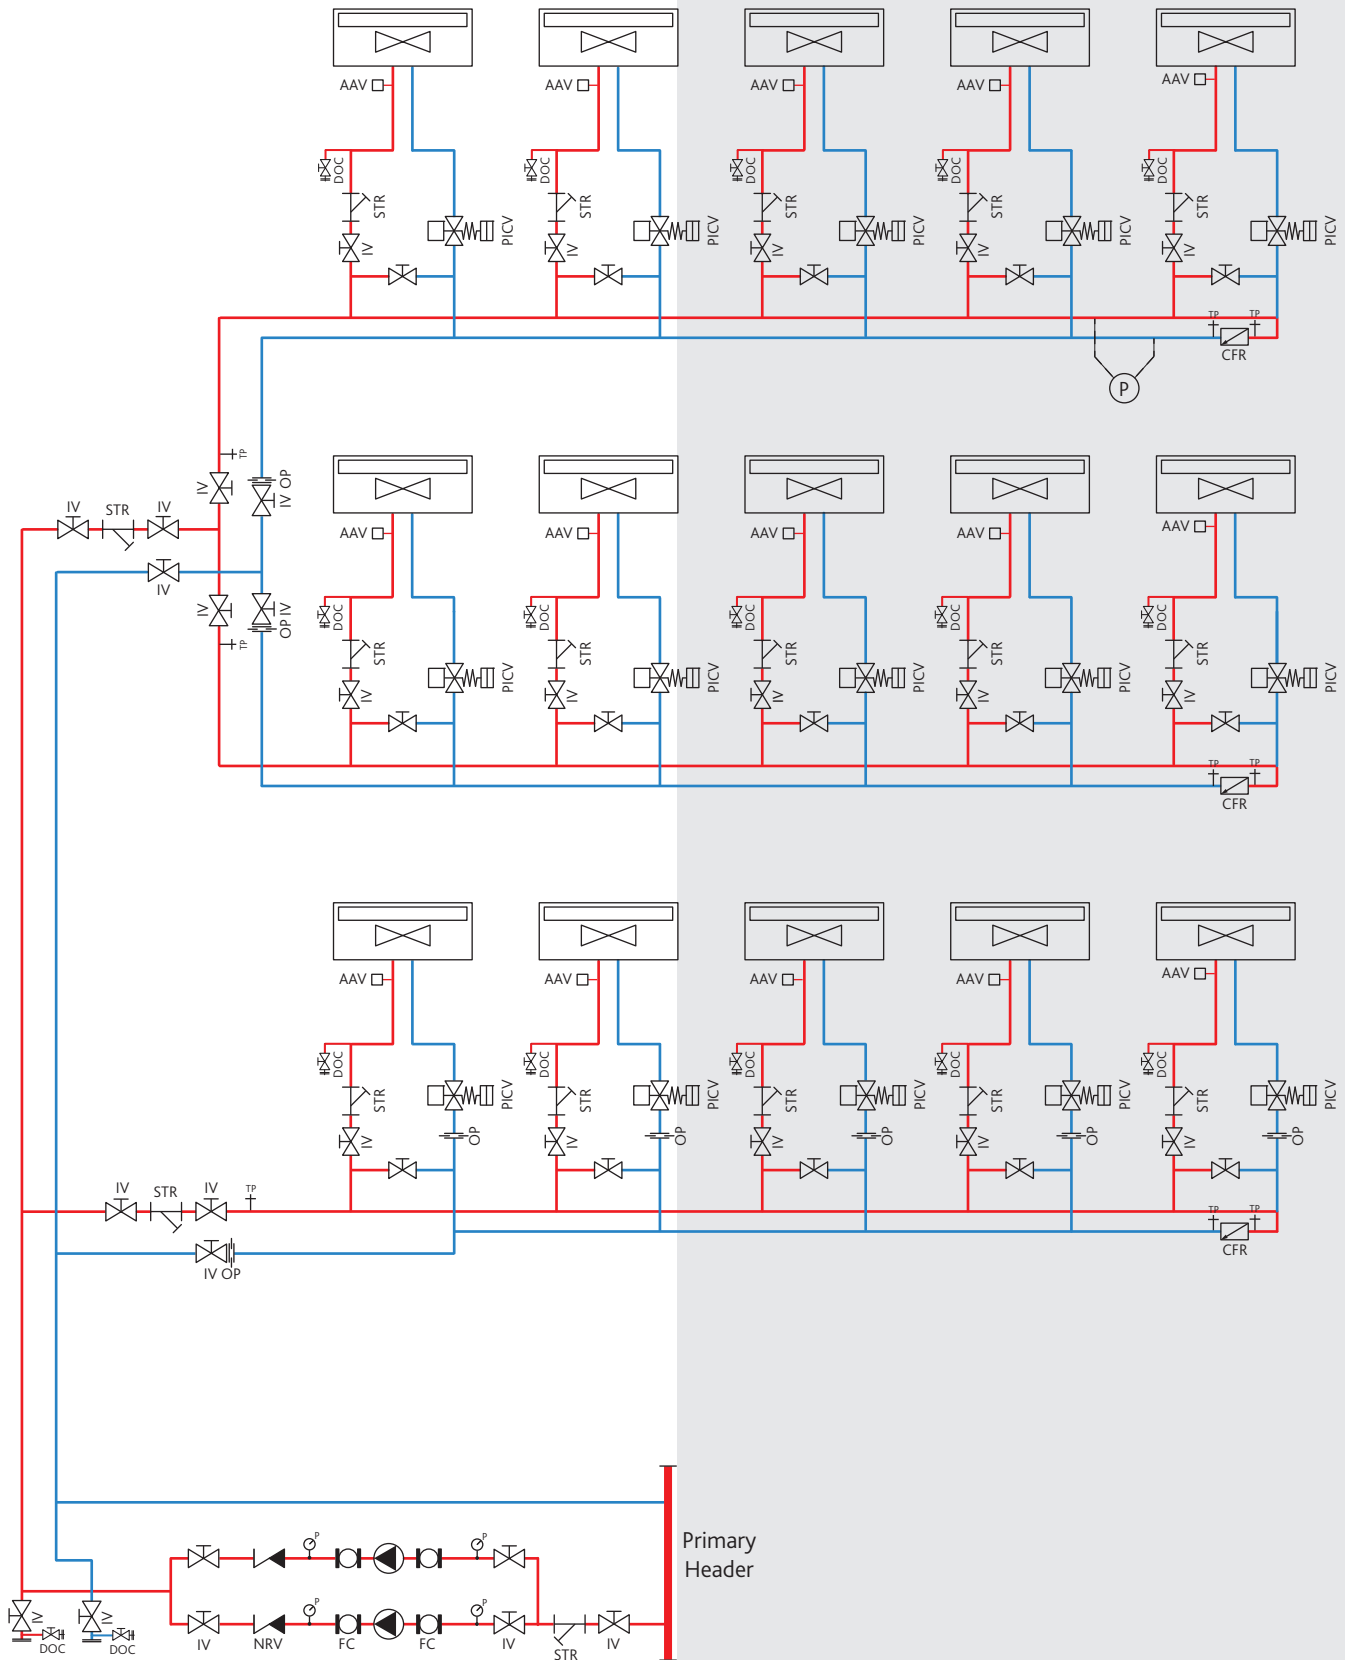 AAV AAV AAV AAV AAV
DOC DOC DOC DOC DOC
STR STR STR STR STR
PICV PICV PICV PICV PICV
IV IV IV IV IV
TP TP
CFR
P
TP
IV OP
IV IV
IV STR IV
AAV AAV AAV AAV AAV
IV
IV OP IV
TP
DOC DOC DOC DOC DOC
STR STR STR STR STR
PICV PICV PICV PICV PICV
IV IV IV IV IV
TP TP
CFR
AAV AAV AAV AAV AAV
DOC DOC DOC DOC DOC
STR STR STR STR STR
PICV PICV PICV PICV PICV
IV IV IV IV IV
OP OP OP OP OP
IV STR IV TP
TP TP
CFR
IV OP
Primary
Header
P P
P P
IV IV
DOC DOC
IV NRV FC FC IV STR IV